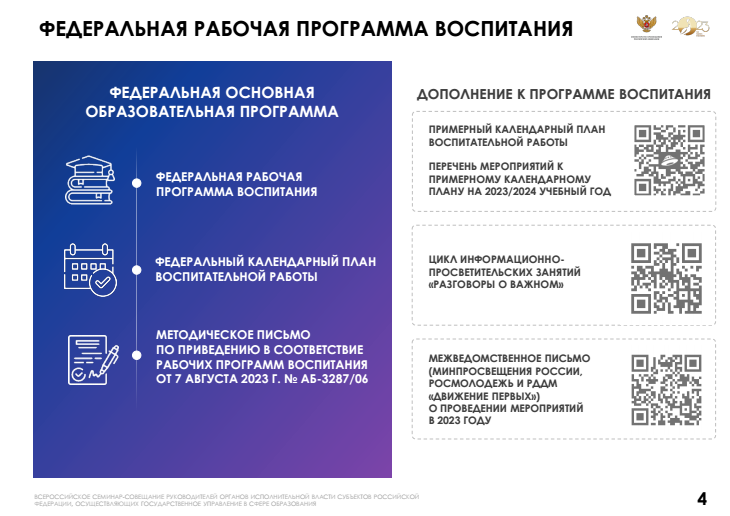 ФЕДЕРАЛЬНАЯ РАБОЧАЯ ПРОГРАММА ВОСПИТАНИЯ
2023
ФЕДЕРАЛЬНАЯ ОСНОВНАЯ
ОБРАЗОВАТЕЛЬНАЯ ПРОГРАММА
ФЕДЕРАЛЬНАЯ РАБОЧАЯ
ПРОГРАММА ВОСПИТАНИЯ
ФЕДЕРАЛЬНЫЙ КАЛЕНДАРНЫЙ ПЛАН
ВОСПИТАТЕЛЬНОЙ РАБОТЫ
МЕТОДИЧЕСКОЕ ПИСЬМО
ПО ПРИВЕДЕНИЮ В СООТВЕТСТВИЕ
РАБОЧИХ ПРОГРАММ ВОСПИТАНИЯ
ОТ 7 АВГУСТА 2023 Г. № АБ-3287/06
ДОПОЛНЕНИЕ К ПРОГРАММЕ ВОСПИТАНИЯ
ПРИМЕРНЫЙ КАЛЕНДАРНЫЙ ПЛАН
ВОСПИТАТЕЛЬНОЙ РАБОТЫ
ПЕРЕЧЕНЬ МЕРОПРИЯТИЙ К
ПРИМЕРНОМУ КАЛЕНДАРНОМУ
ПЛАНУ НА 2023/2024 УЧЕБНЫЙ ГОД
ЦИКЛ ИНФОРМАЦИОННО-
ПРОСВЕТИТЕЛЬСКИХ ЗАНЯТИЙ
«РАЗГОВОРЫ О ВАЖНОМ»
МЕЖВЕДОМСТВЕННОЕ ПИСЬМО
(МИНПРОСВЕЩЕНИЯ РОССИИ,
РОСМОЛОДЕЖЬ И РДДМ
«ДВИЖЕНИЕ ПЕРВЫХ»)
О ПРОВЕДЕНИИ МЕРОПРИЯТИЙ
В 2023 ГОДУ
ВСЕРОССИЙСКОЕ СЕМИНАР-СОВЕЩАНИЕ РУКОВОДИТЕЛЕЙ ОРГАНОВ ИСПОЛНИТЕЛЬНОЙ ВЛАСТИ СУБЪЕКТОВ РОССИЙСКОЙ
ФЕДЕРАЦИИ, ОСУЩЕСТВЛЯЮЩИХ ГОСУДАРСТВЕННОЕ УПРАВЛЕНИЕ В СФЕРЕ ОБРАЗОВАНИЯ
4